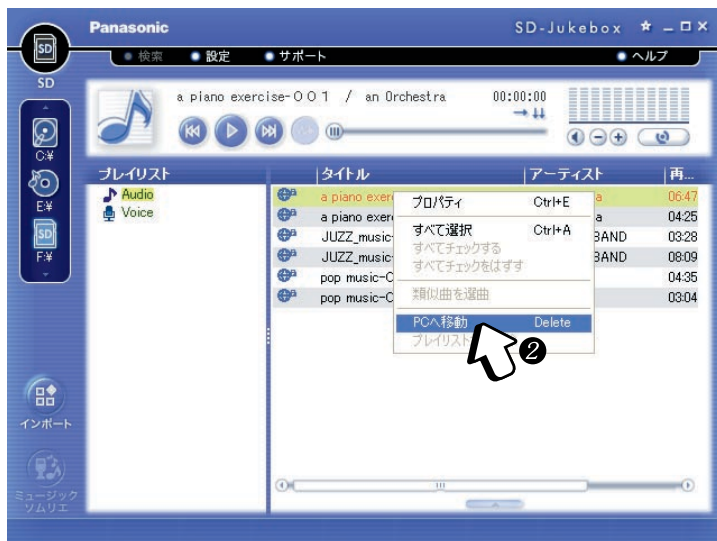 Panasonic SD-Jukebox
SD 検索 設定 サポート ヘルプ
SD
a piano exercise-001 / an Orchestra 00:00:00
C:¥
E:¥
F:¥
プレイリスト タイトル アーティスト 再...
Audio
Voice
a piano exer a 06:47
a piano exer a 04:25
JUZZ_music- BAND 03:28
JUZZ_music- BAND 08:09
pop music-0 04:35
pop music-0 03:04
プロパティ Ctrl+E
すべて選択 Ctrl+A
すべてチェックする
すべてチェックをはずす
類似曲を選曲
PCへ移動 Delete
プレイリスト
2
インポート
ミュージック
ソムリエ